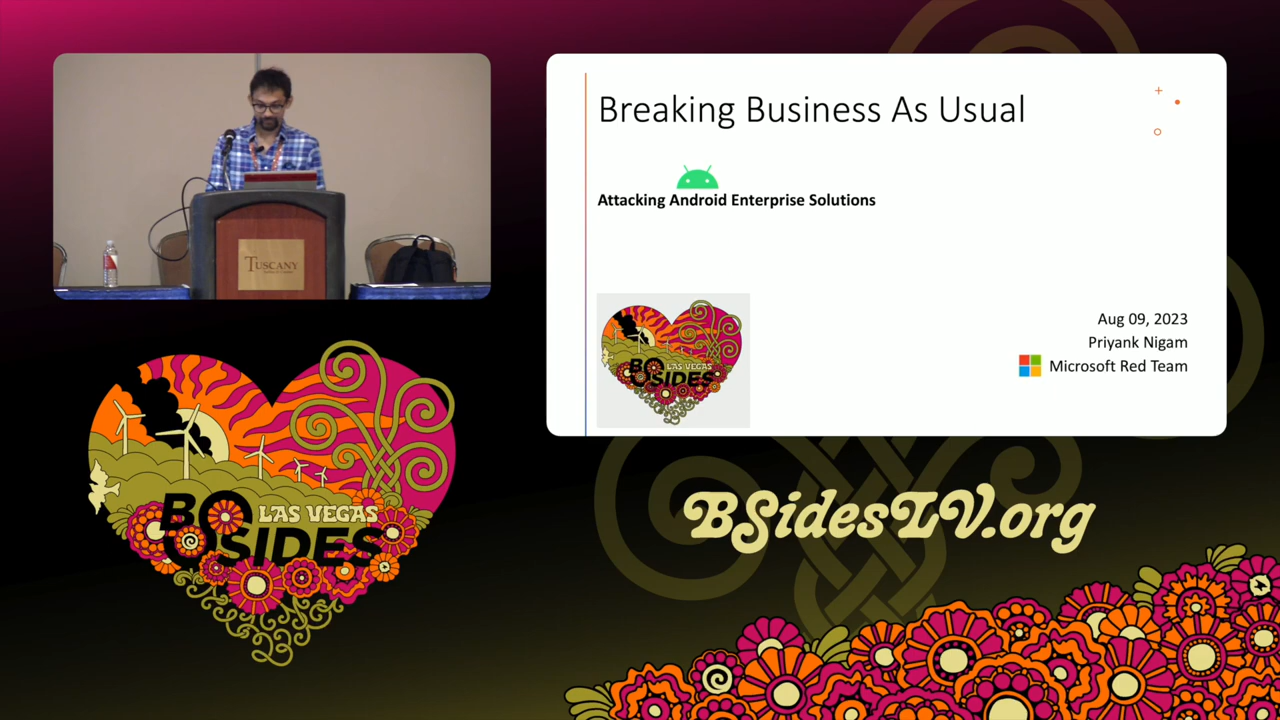 Breaking Business As Usual
Attacking Android Enterprise Solutions
Aug 09, 2023
Priyank Nigam
Microsoft Red Team
BSIDES
LAS VEGAS
TUSCANY
BSIDES
LAS VEGAS
23
BSidesLV.org